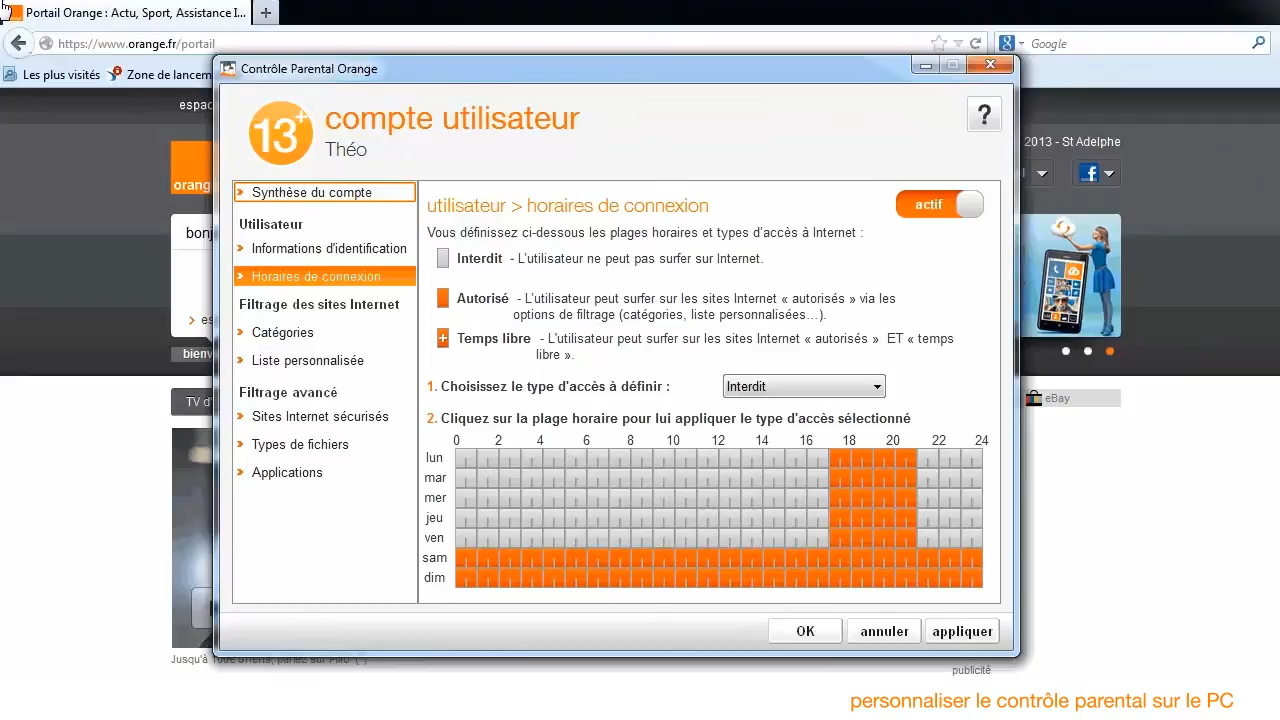 Portail Orange : Actu, Sport, Assistance I...
https://www.orange.fr/portail
Google
Les plus visités
Zone de lancem
Contrôle Parental Orange
espac
2013 - St Adelphe
13+
compte utilisateur
?
Théo
orang
Synthèse du compte
Utilisateur
Informations d'identification
Horaires de connexion
Filtrage des sites Internet
Catégories
Liste personnalisée
Filtrage avancé
Sites Internet sécurisés
Types de fichiers
Applications
utilisateur > horaires de connexion
actif
Vous définissez ci-dessous les plages horaires et types d'accès à Internet :
Interdit - L'utilisateur ne peut pas surfer sur Internet.
Autorisé - L'utilisateur peut surfer sur les sites Internet « autorisés » via les
options de filtrage (catégories, liste personnalisées...).
Temps libre - L'utilisateur peut surfer sur les sites Internet « autorisés » ET « temps
libre ».
1. Choisissez le type d'accès à définir :
Interdit
2. Cliquez sur la plage horaire pour lui appliquer le type d'accès sélectionné
0 2 4 6 8 10 12 14 16 18 20 22 24
lun
mar
mer
jeu
ven
sam
dim
OK
annuler
appliquer
bonj
es
bienv
TV d'
eBay
publicité
personnaliser le contrôle parental sur le PC